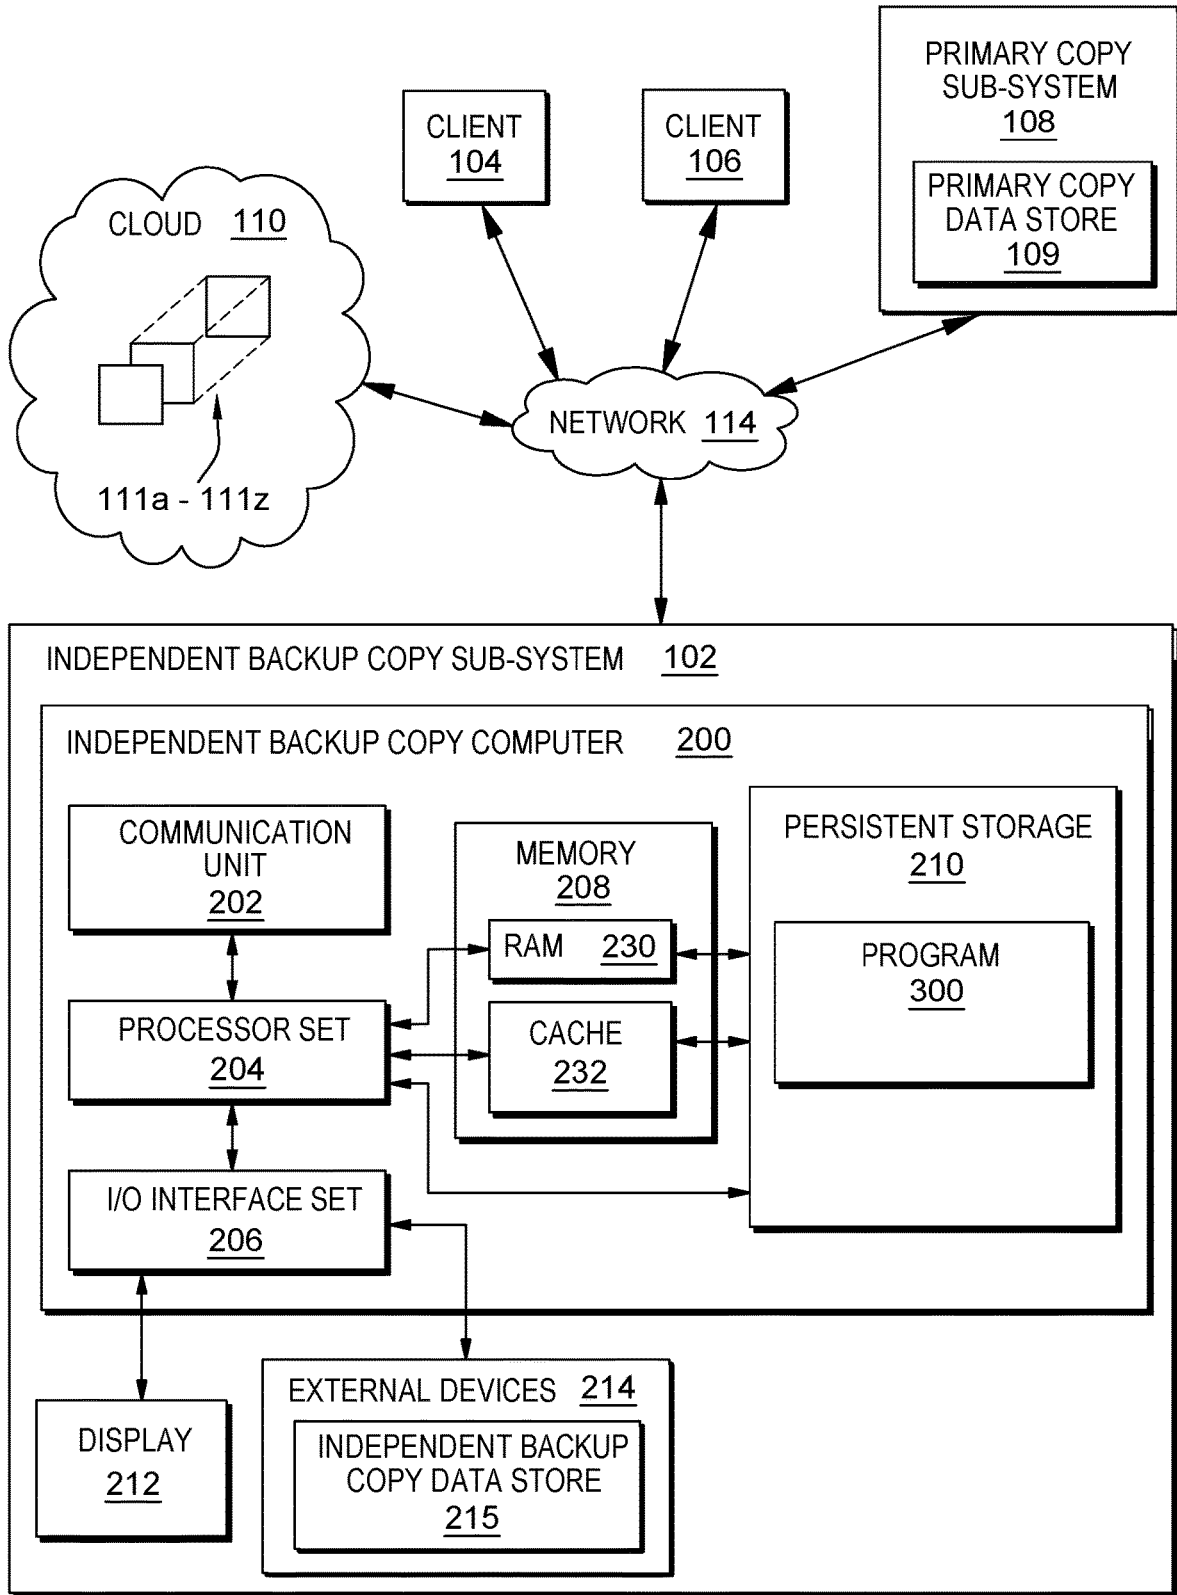 PRIMARY COPY
SUB-SYSTEM
108
PRIMARY COPY
DATA STORE
109
CLIENT
104
CLIENT
106
CLOUD 110
111a - 111z
NETWORK 114
INDEPENDENT BACKUP COPY SUB-SYSTEM 102
INDEPENDENT BACKUP COPY COMPUTER 200
COMMUNICATION
UNIT
202
PROCESSOR SET
204
I/O INTERFACE SET
206
MEMORY
208
RAM 230
CACHE
232
PERSISTENT STORAGE
210
PROGRAM
300
DISPLAY
212
EXTERNAL DEVICES 214
INDEPENDENT BACKUP
COPY DATA STORE
215